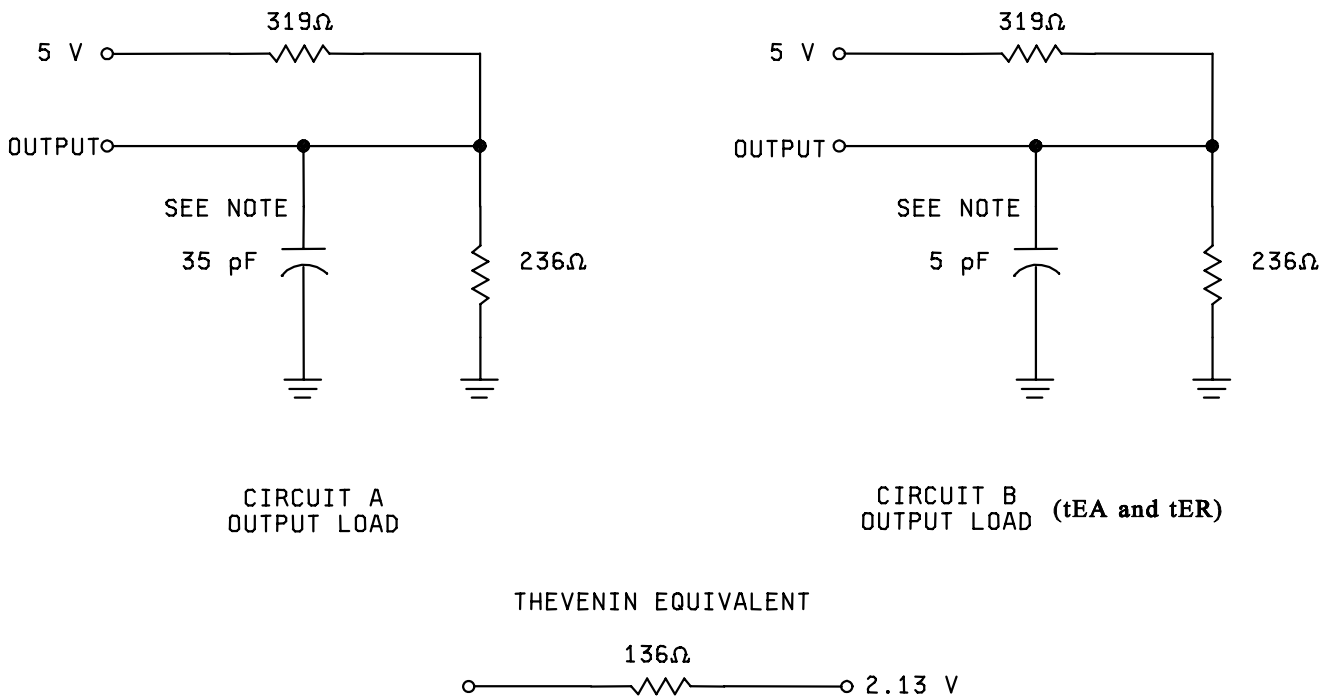 319Ω
5 V
OUTPUT
SEE NOTE
35 pF
236Ω
CIRCUIT A
OUTPUT LOAD
319Ω
5 V
OUTPUT
SEE NOTE
5 pF
236Ω
CIRCUIT B
OUTPUT LOAD (tEA and tER)
THEVENIN EQUIVALENT
136Ω
2.13 V